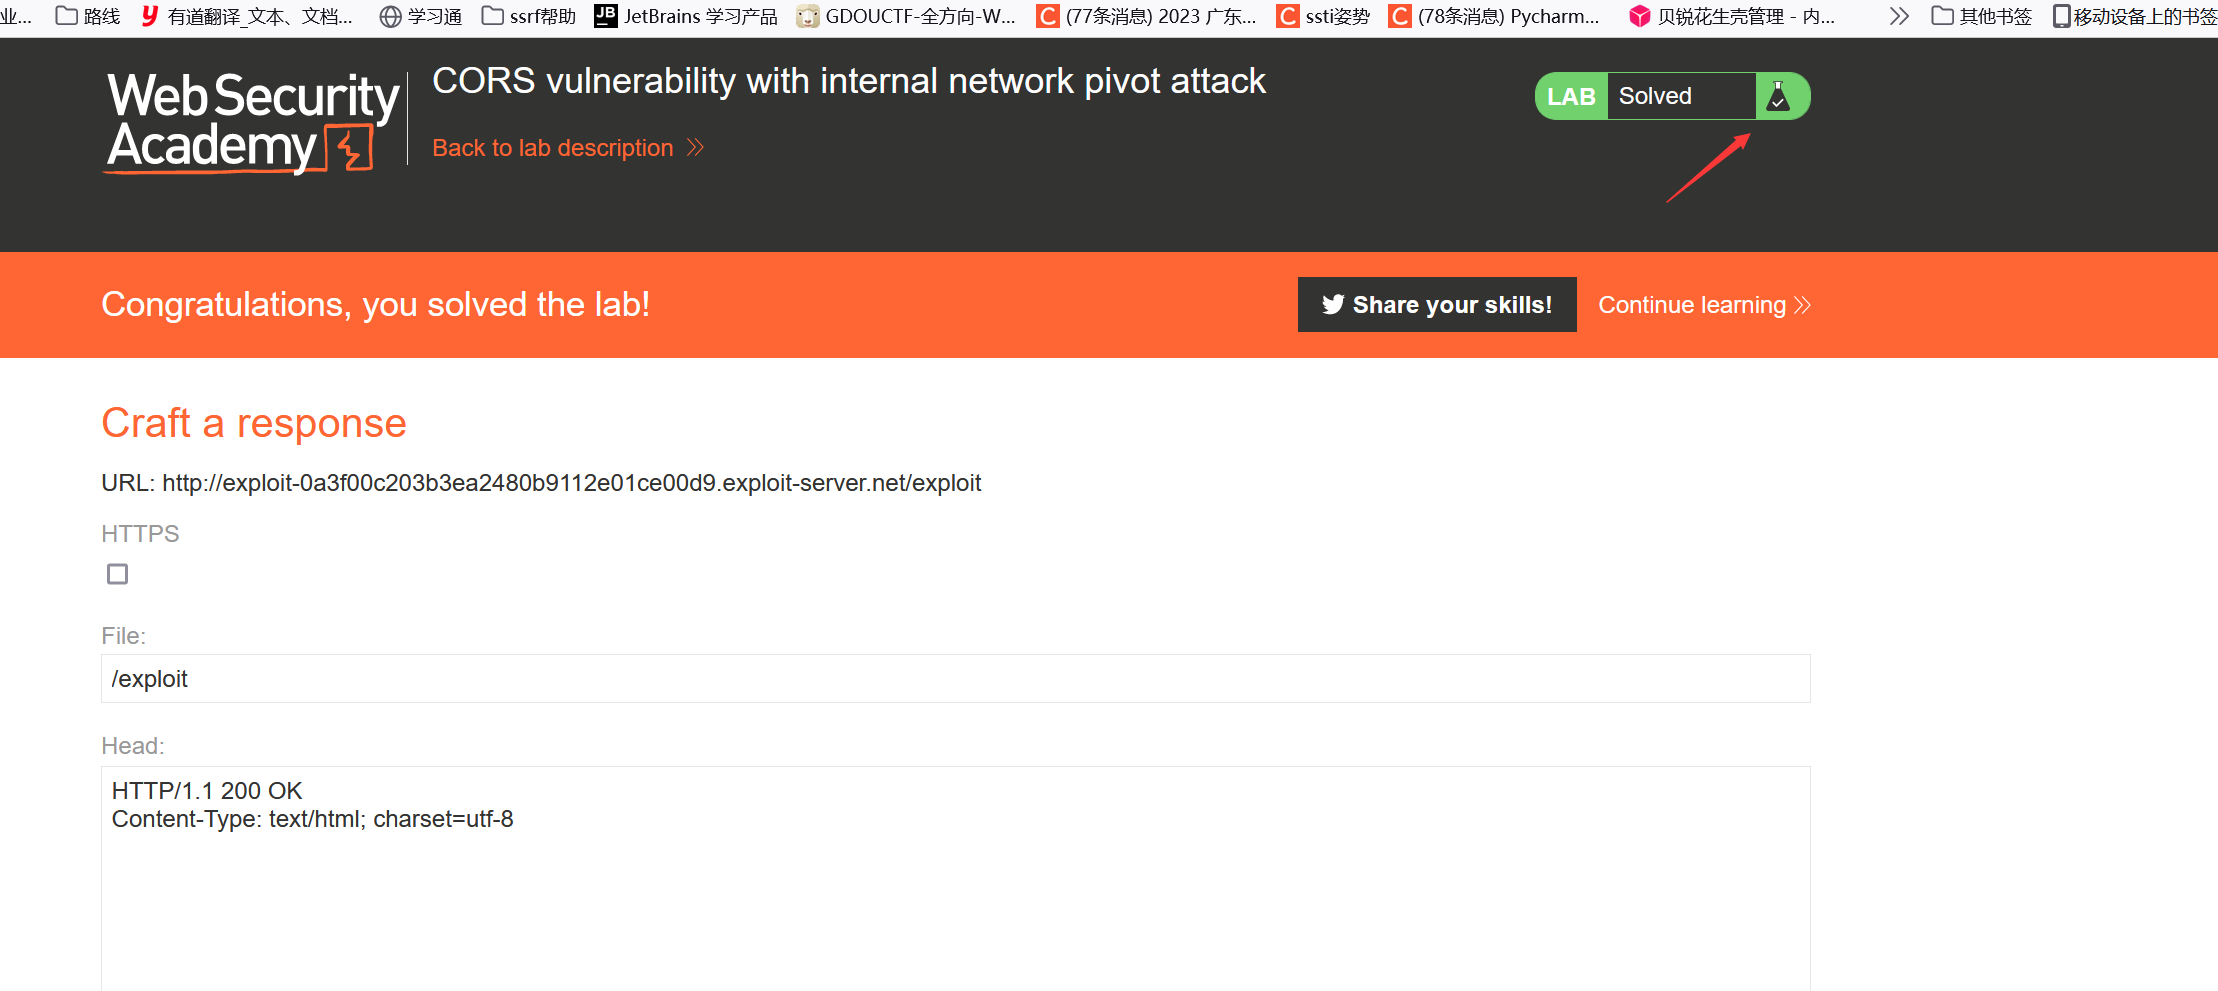 业... 路线 有道翻译_文本、文档... 学习通 ssrf帮助 JB JetBrains 学习产品 GDOUCTF-全方向-W... C (77条消息) 2023 广东... C ssti姿势 C (78条消息) Pycharm... 贝锐花生壳管理 - 内... 其他书签 移动设备上的书签
Web Security
Academy
CORS vulnerability with internal network pivot attack
Back to lab description
LAB Solved
Congratulations, you solved the lab!
Share your skills!
Continue learning
Craft a response
URL: http://exploit-0a3f00c203b3ea2480b9112e01ce00d9.exploit-server.net/exploit
HTTPS
File:
/exploit
Head:
HTTP/1.1 200 OK
Content-Type: text/html; charset=utf-8